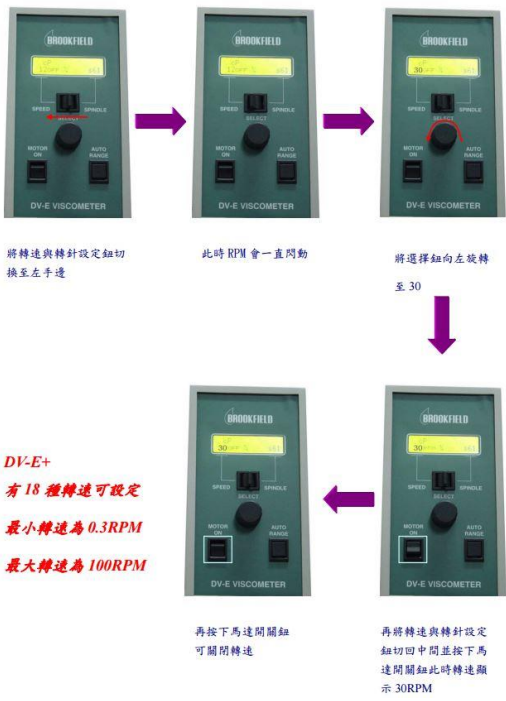 BROOKFIELD
SPEED SPINDLE
SELECT
MOTOR
ON
AUTO
RANGE
DV-E VISCOMETER
將轉速與轉針設定鈕切
換至左手邊
BROOKFIELD
SPEED SPINDLE
SELECT
MOTOR
ON
AUTO
RANGE
DV-E VISCOMETER
此時 RPM 會一直閃動
BROOKFIELD
30
SPEED SPINDLE
SELECT
MOTOR
ON
AUTO
RANGE
DV-E VISCOMETER
將選擇鈕向左旋轉
至 30
BROOKFIELD
30
SPEED SPINDLE
SELECT
MOTOR
ON
AUTO
RANGE
DV-E VISCOMETER
再將轉速與轉針設定
鈕切回中間並按下馬
達開關鈕此時轉速顯
示 30RPM
BROOKFIELD
30
SPEED SPINDLE
SELECT
MOTOR
ON
AUTO
RANGE
DV-E VISCOMETER
再按下馬達開關鈕
可關閉轉速
DV-E+
有 18 種轉速可設定
最小轉速為 0.3RPM
最大轉速為 100RPM